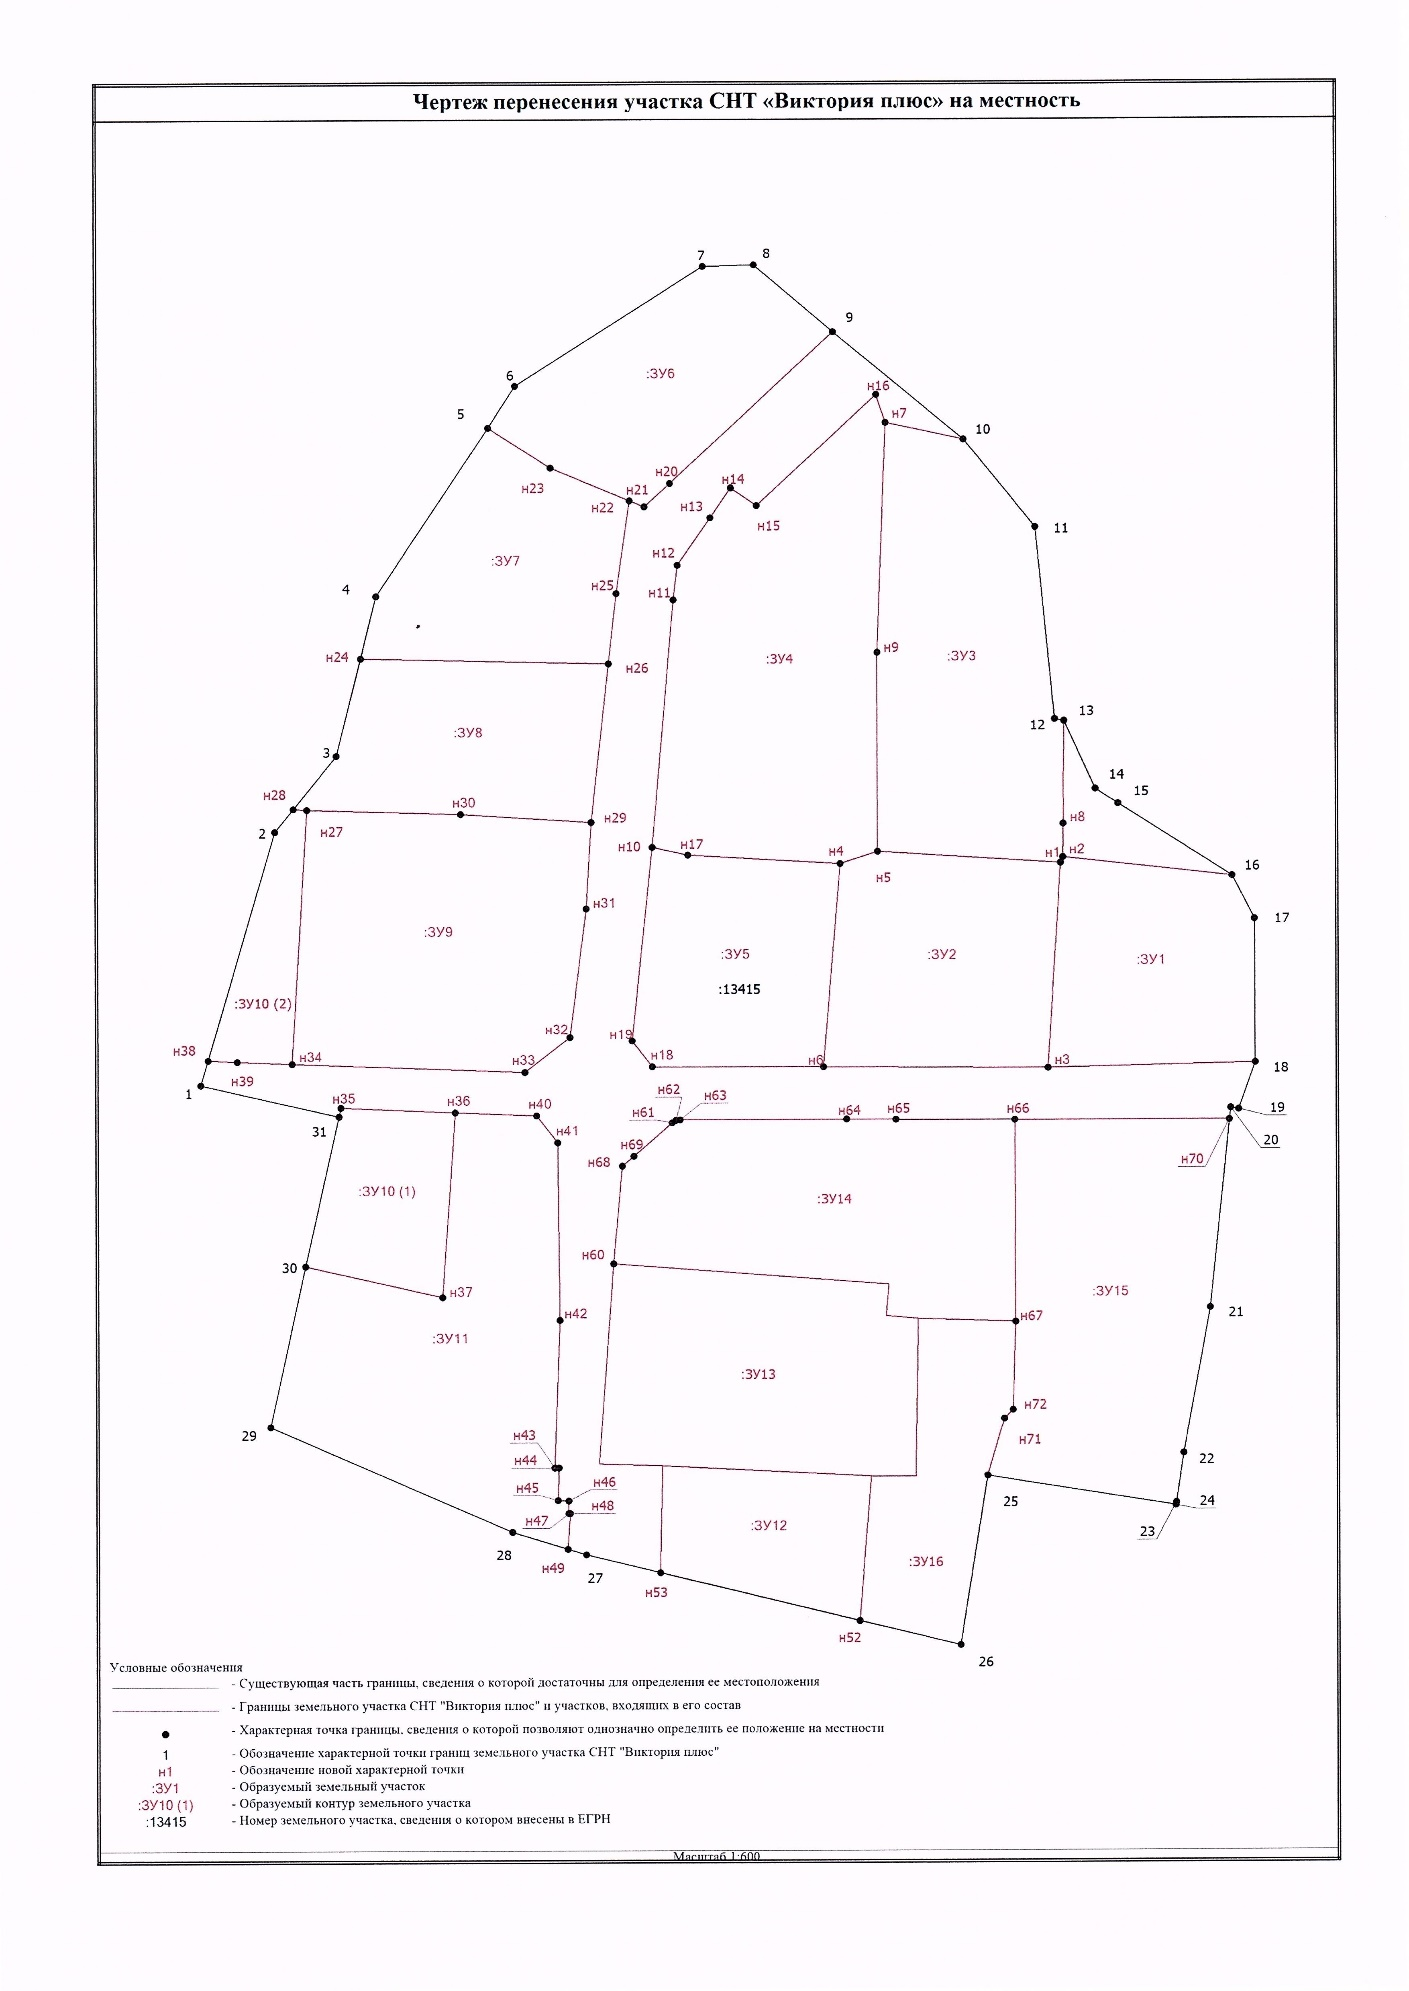 Чертеж перенесения участка СНТ «Виктория плюс» на местность
7
8
9
:ЗУ6
6
н16
5
н7
10
н20
н14
н23
н21
н22
н13
н15
11
н12
:ЗУ7
4
н25
н11
н24
н26
н9
:ЗУ4
:ЗУ3
13
12
:ЗУ8
3
14
15
н28
н30
н29
н8
2
н27
н10
н17
н4
н1
н2
16
н5
н31
17
:ЗУ9
:ЗУ5
:ЗУ2
:ЗУ1
:13415
:ЗУ10 (2)
н32
н19
н38
н34
н33
н18
н6
н3
18
н39
1
н35
н36
н40
н62
н63
н61
н64
н65
н66
19
31
н41
20
н69
н68
н70
:ЗУ10 (1)
:ЗУ14
н60
30
н37
:ЗУ15
н42
н67
21
:ЗУ11
:ЗУ13
н72
29
н43
н71
н44
22
н45
н46
25
24
н47
н48
:ЗУ12
23
28
н49
27
:ЗУ16
н53
н52
26
Условные обозначения
- Существующая часть границы, сведения о которой достаточны для определения ее местоположения
- Границы земельного участка СНТ "Виктория плюс" и участков, входящих в его состав
- Характерная точка границы, сведения о которой позволяют однозначно определить ее положение на местности
1 - Обозначение характерной точки границ земельного участка СНТ "Виктория плюс"
н1 - Обозначение новой характерной точки
:ЗУ1 - Образуемый земельный участок
:ЗУ10 (1) - Образуемый контур земельного участка
:13415 - Номер земельного участка, сведения о котором внесены в ЕГРН
Масштаб 1:600